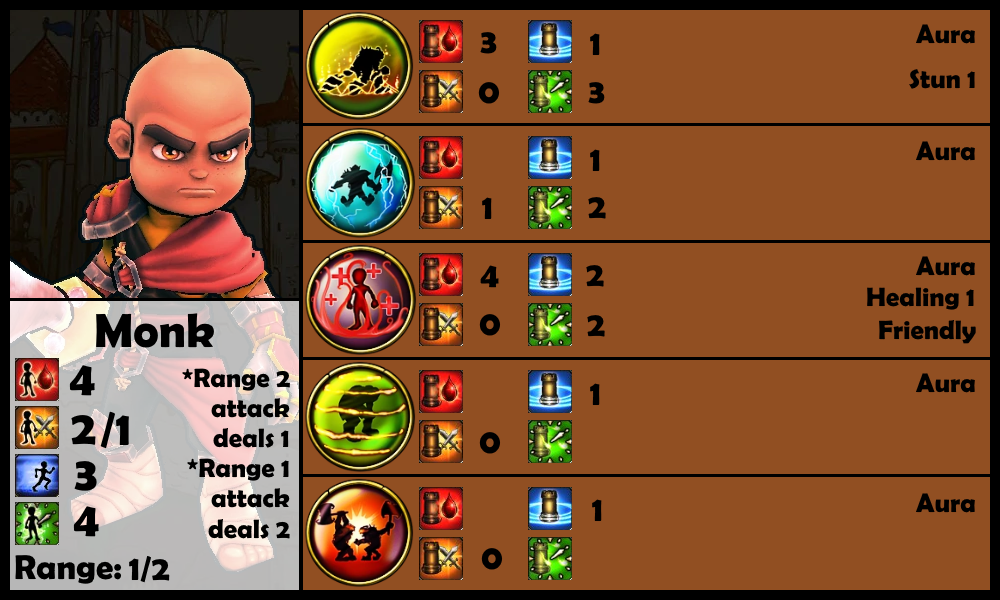 Monk
4
2/1
3
4
*Range 2
attack
deals 1
*Range 1
attack
deals 2
Range: 1/2
3 1 Aura
0 3 Stun 1
1 Aura
1 2
4 2 Aura
Healing 1
0 2 Friendly
1 Aura
0
1 Aura
0